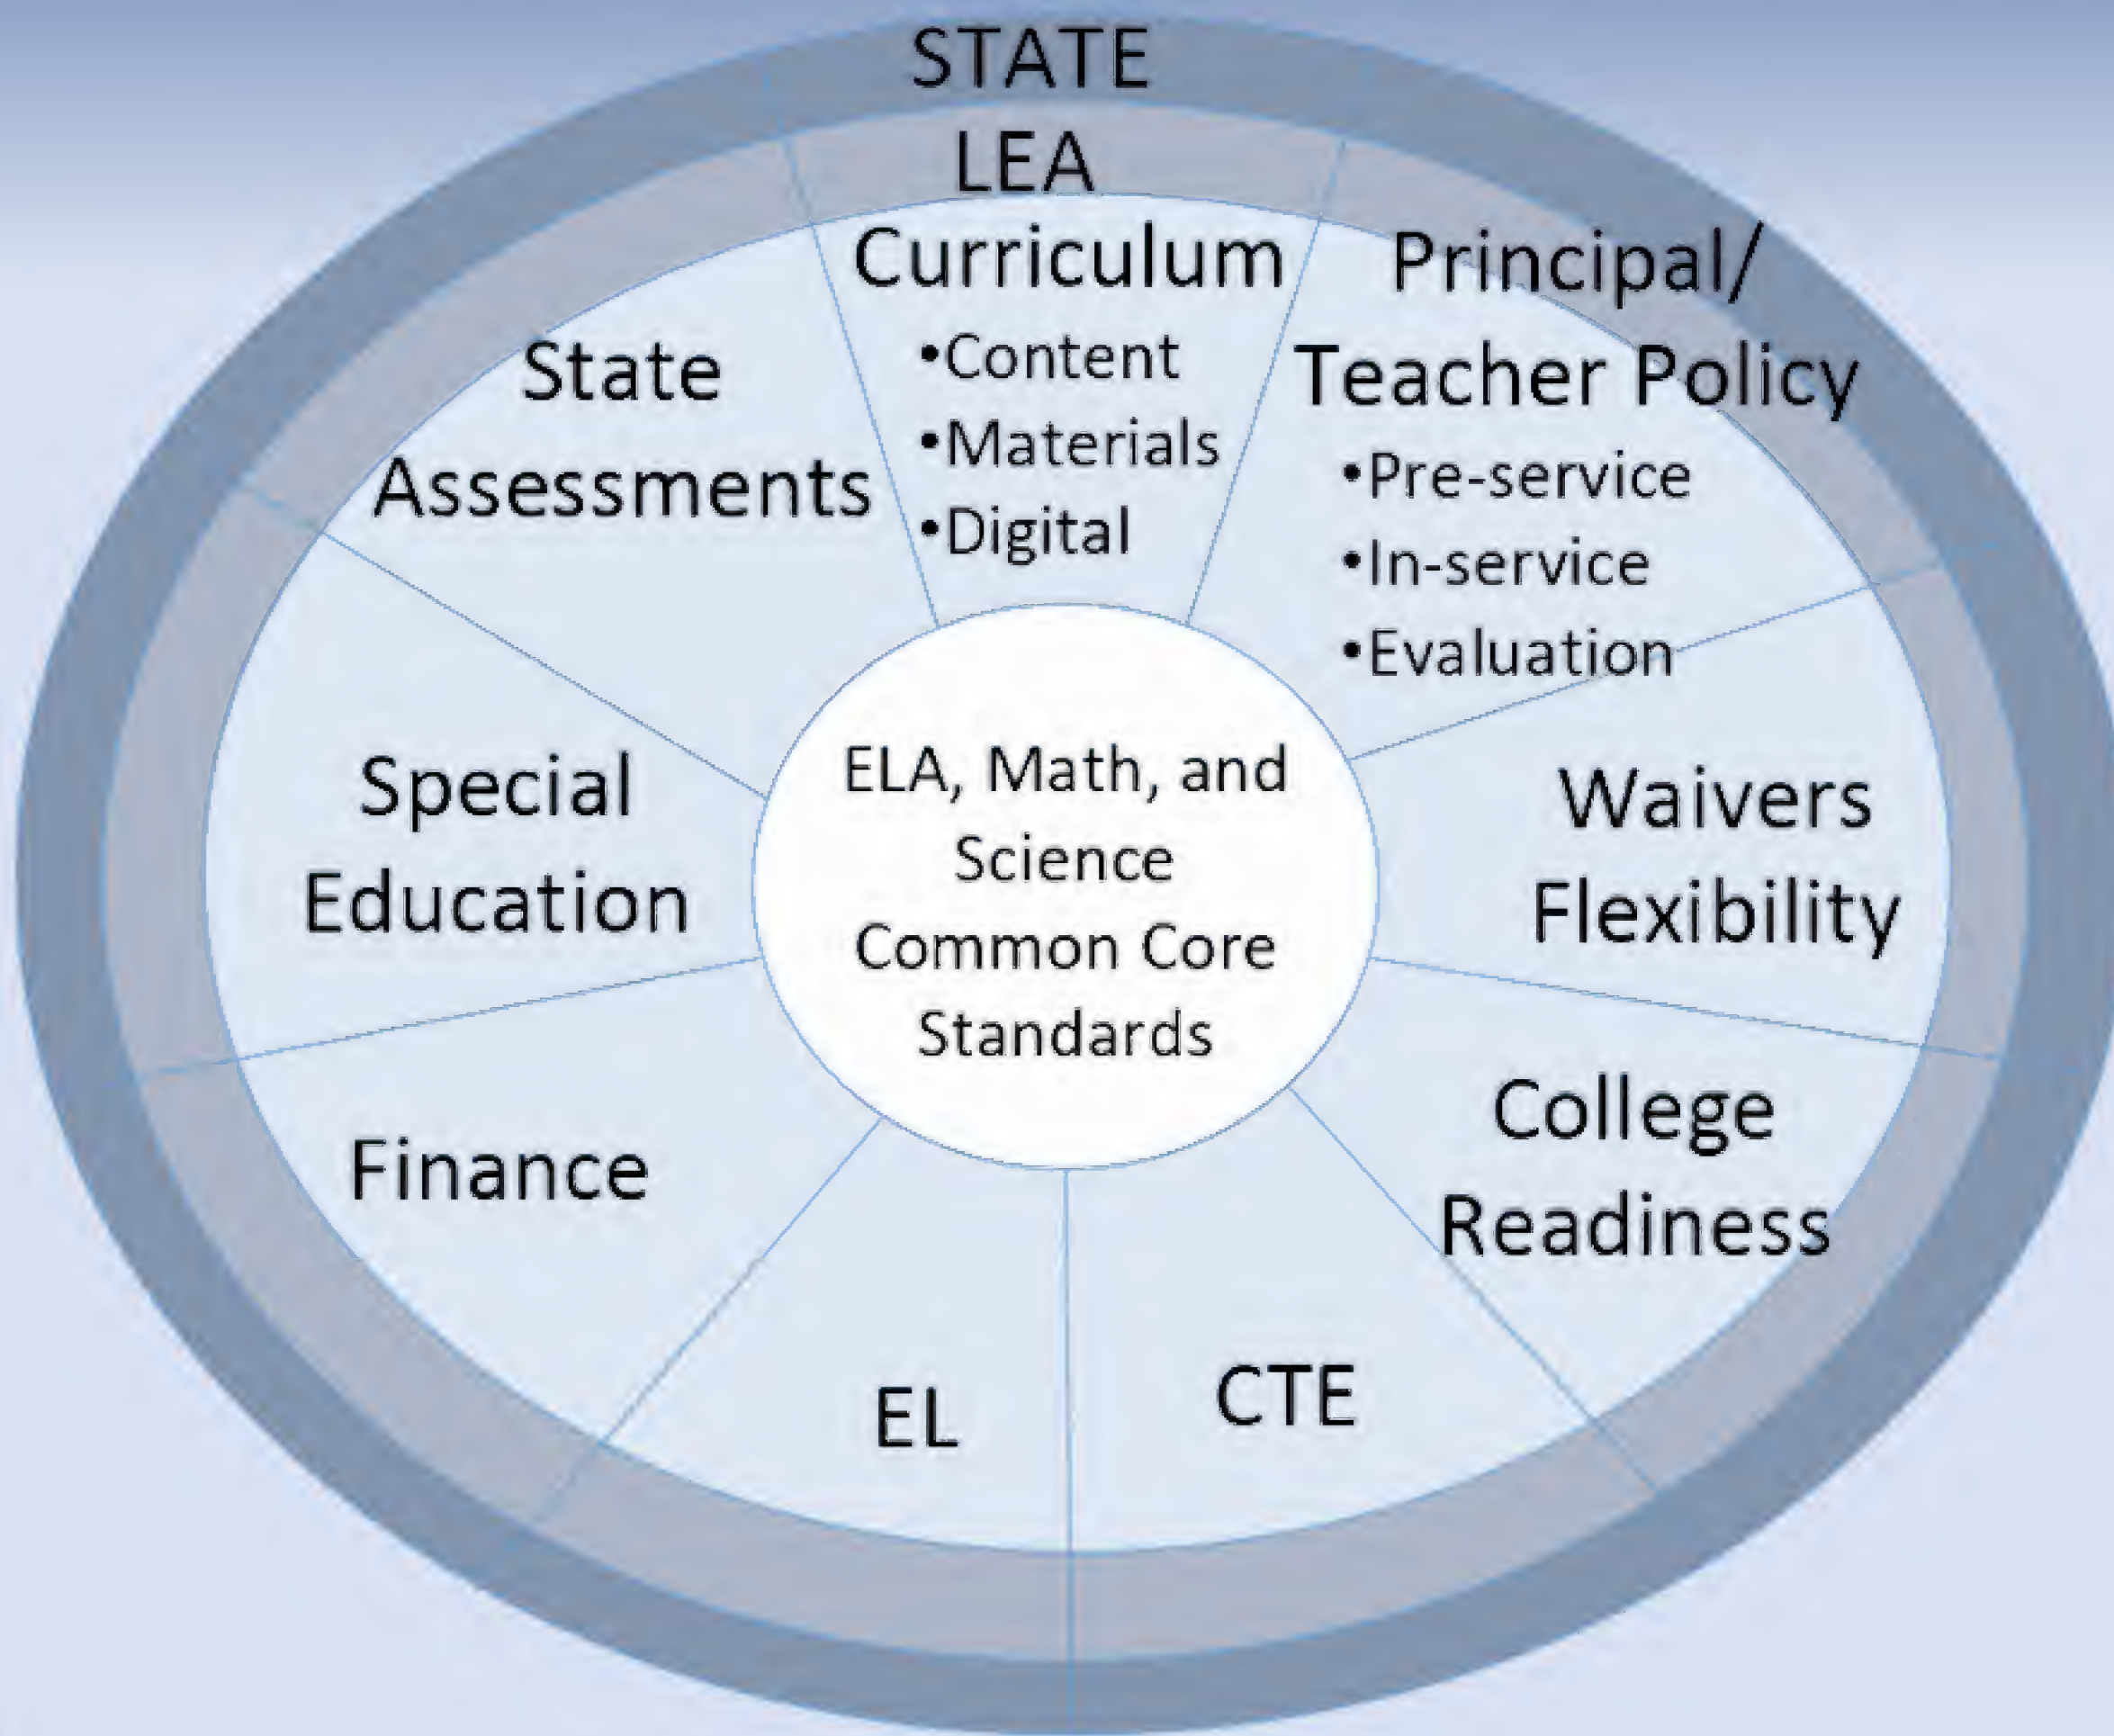 STATE
LEA
Curriculum
•Content
•Materials
•Digital
Principal/
Teacher Policy
•Pre-service
•In-service
•Evaluation
Waivers
Flexibility
College
Readiness
CTE
EL
Finance
Special
Education
State
Assessments
ELA, Math, and
Science
Common Core
Standards